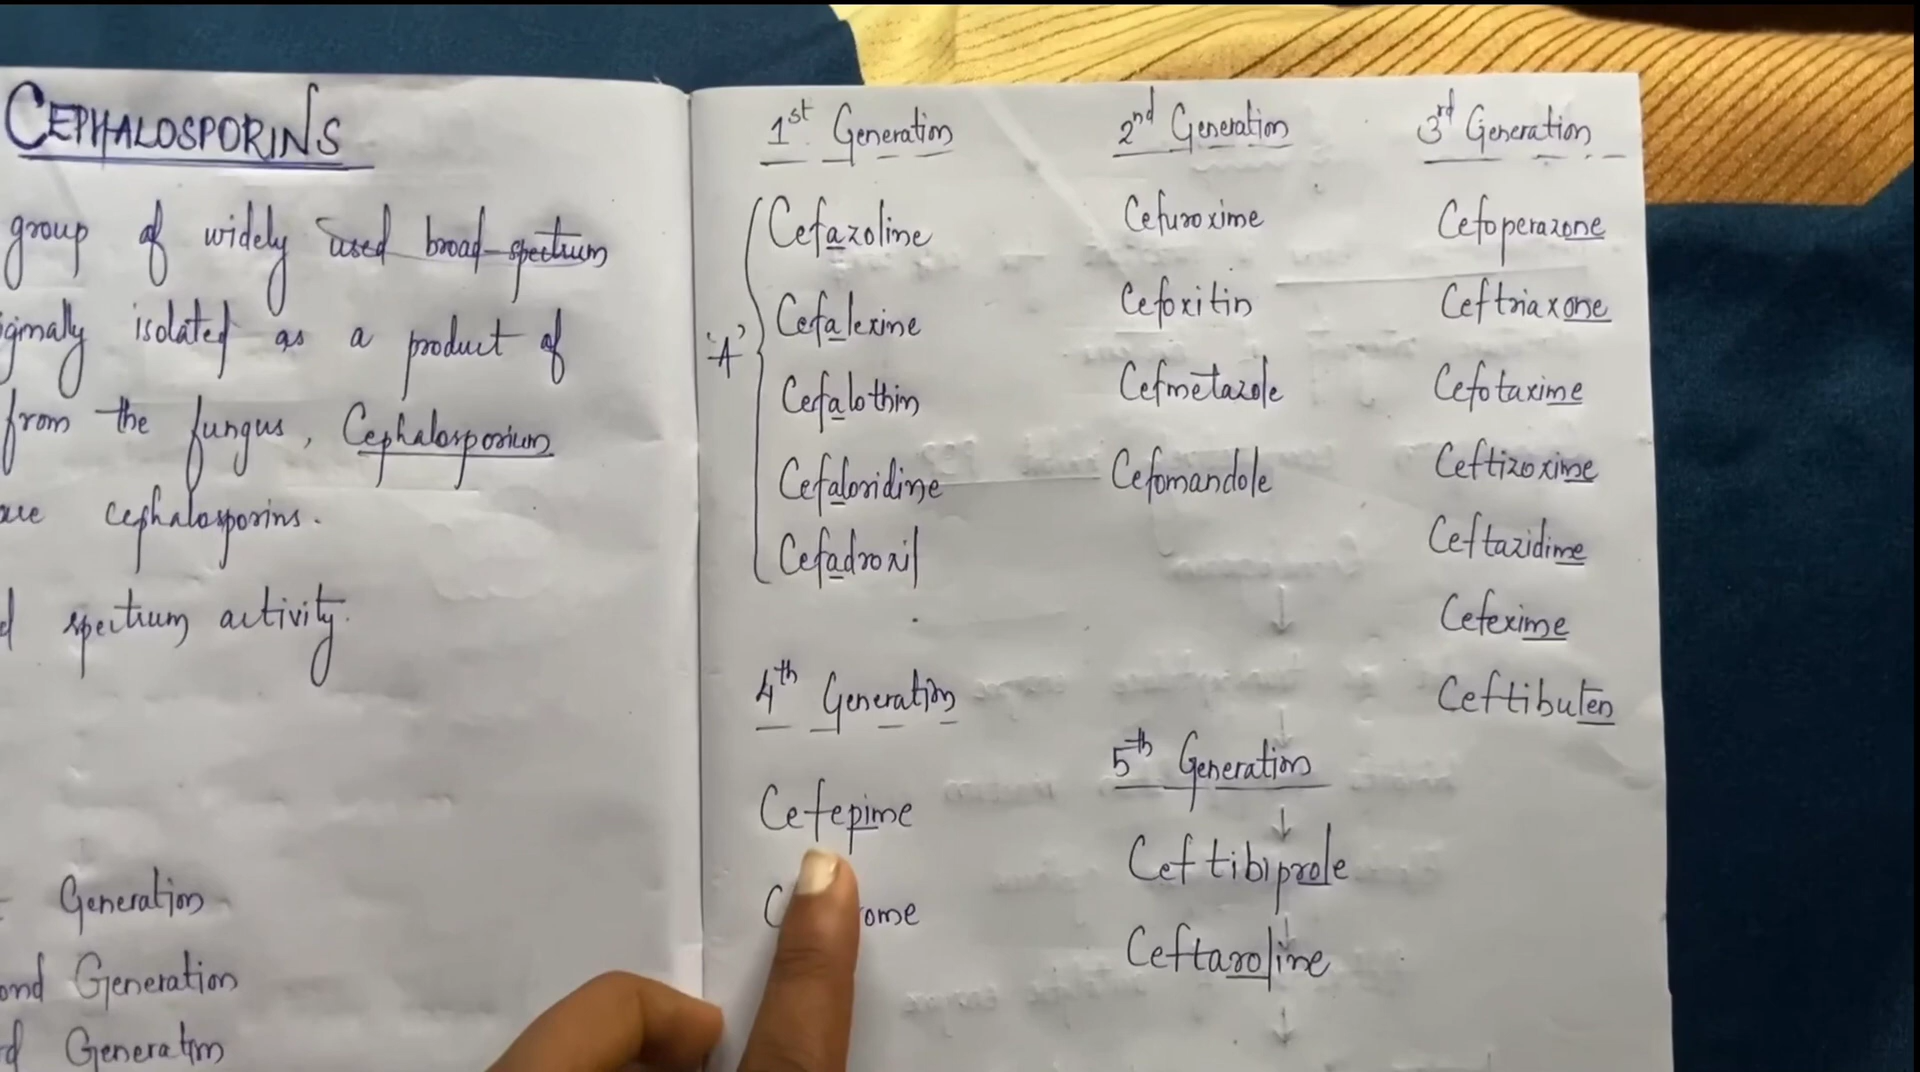 CEPHALOSPORINS
group of widely used broad-spectrum
iginally isolated as a product of
from the fungus, Cephalosporium
are cephalosporins.
d spectrum activity.
Generation
ond Generation
d Generation
1st Generation
'A'
Cefazoline
Cefalexine
Cefalothin
Cefaloridine
Cefadroxil
2nd Generation
Cefuroxime
Cefoxitin
Cefmetazole
Cefomandole
3rd Generation
Cefoperazone
Ceftriaxone
Cefotaxime
Ceftizoxime
Ceftazidime
Cefexime
Ceftibuten
4th Generation
Cefepime
C ome
5th Generation
Ceftibiprole
Ceftaroline